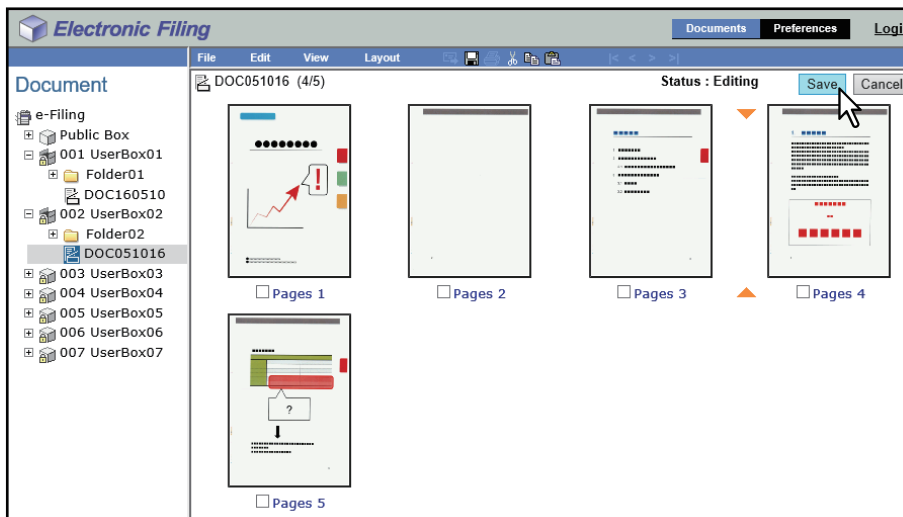 Electronic Filing
Documents Preferences
File Edit View Layout
Document
DOC051016 (4/5) Status : Editing Save Cancel
e-Filing
Public Box
001 UserBox01
Folder01
DOC160510
002 UserBox02
Folder02
DOC051016
003 UserBox03
004 UserBox04
005 UserBox05
006 UserBox06
007 UserBox07
!
Pages 1 Pages 2 Pages 3 Pages 4
?
Pages 5